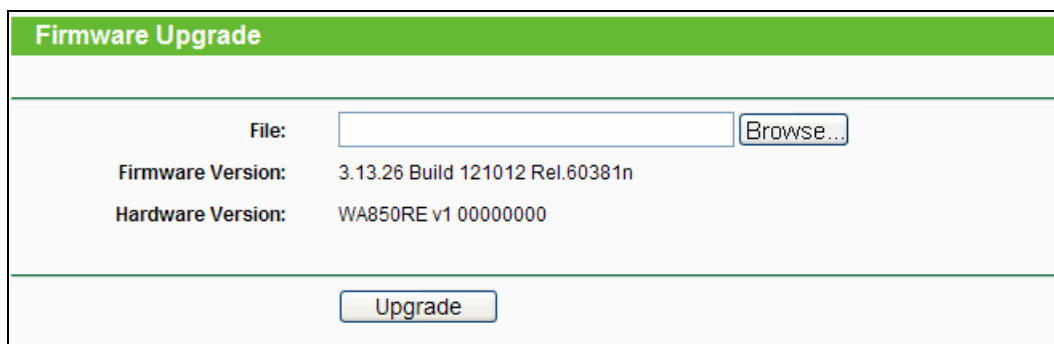 Firmware Upgrade
File: Browse...
Firmware Version: 3.13.26 Build 121012 Rel.60381n
Hardware Version: WA850RE v1 00000000
Upgrade